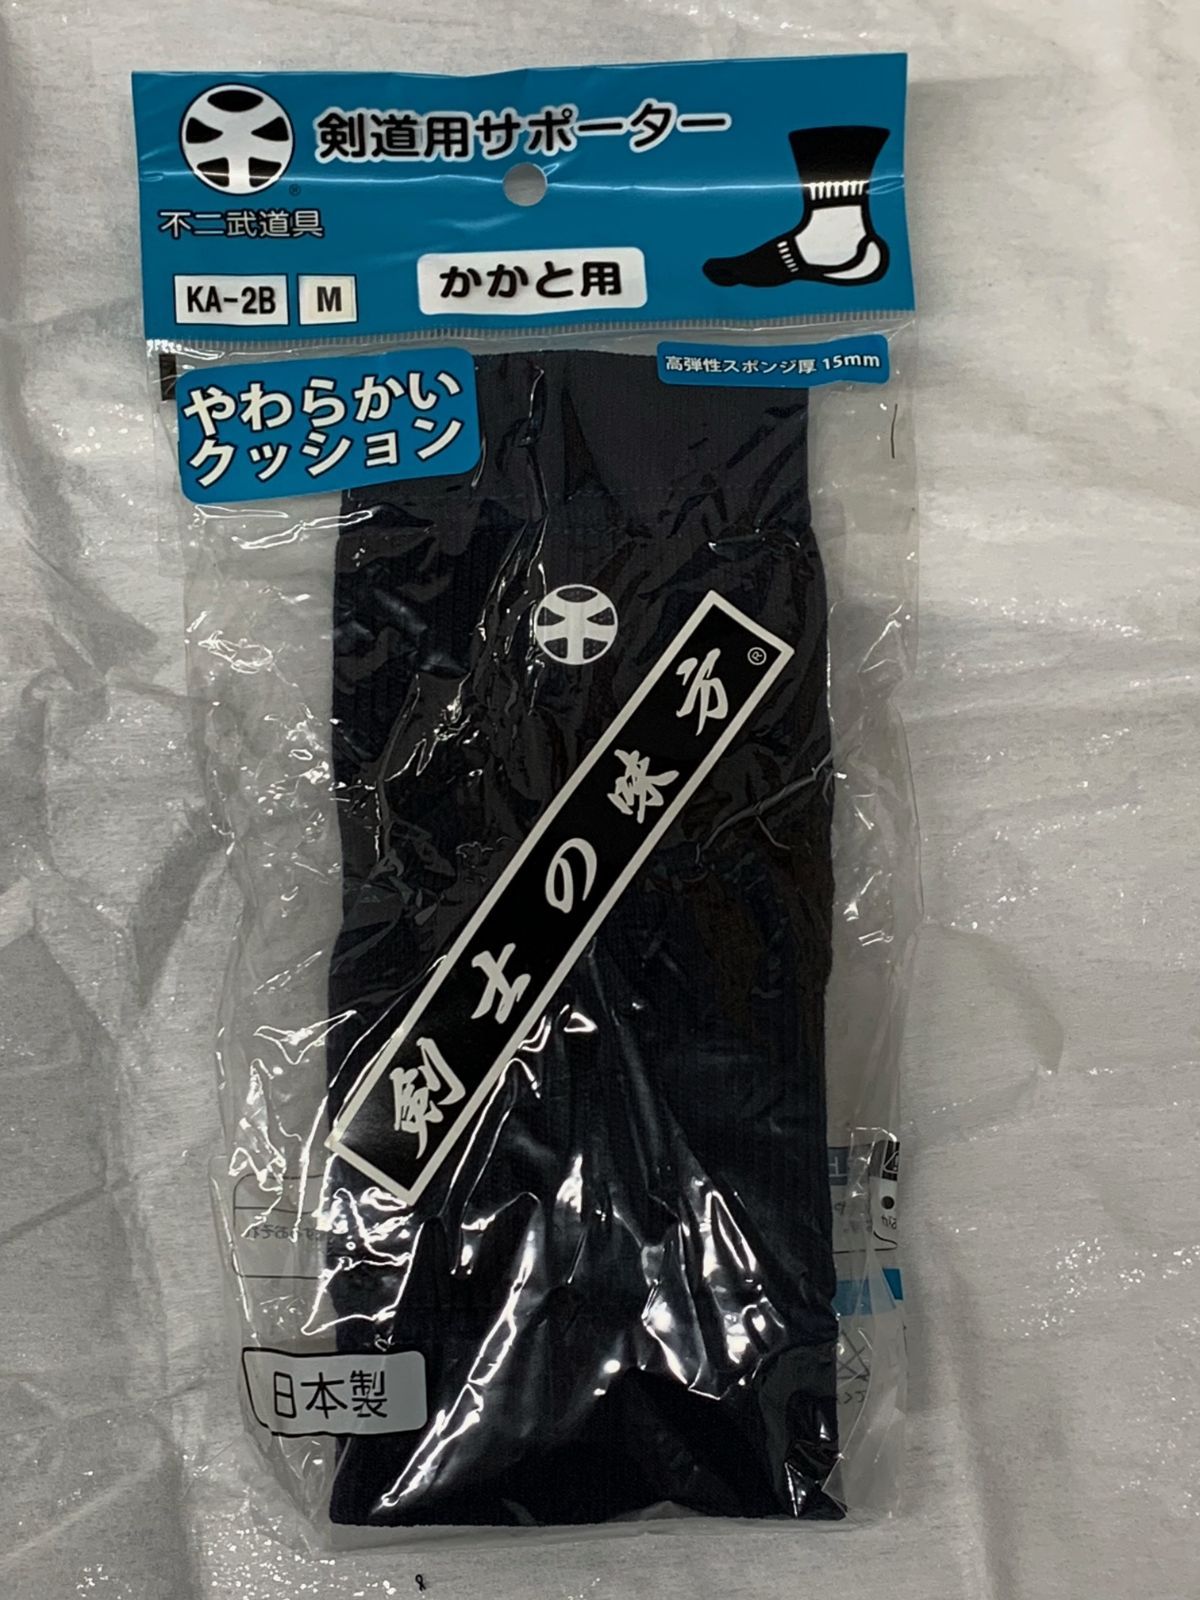 剣道用サポーター
®
不二武道具
KA-2B M
かかと用
やわらかい
クッション
高弾性スポンジ厚 15mm
剣士の味方®
日本製